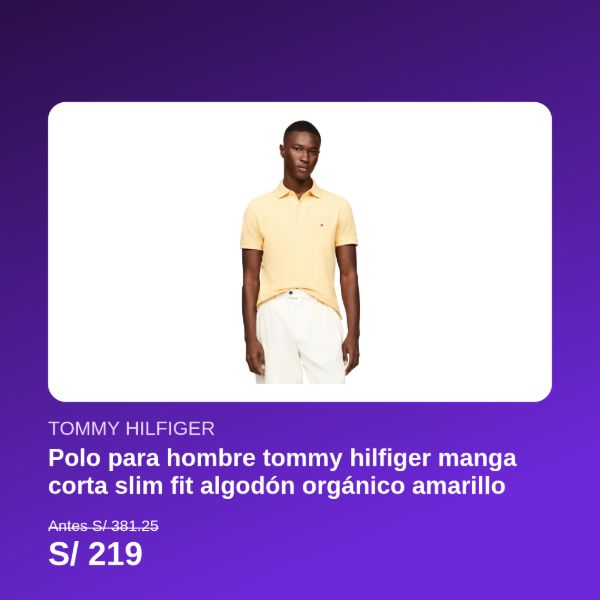 TOMMY HILFIGER
Polo para hombre tommy hilfiger manga
corta slim fit algodón orgánico amarillo
Antes S/ 381.25
S/ 219